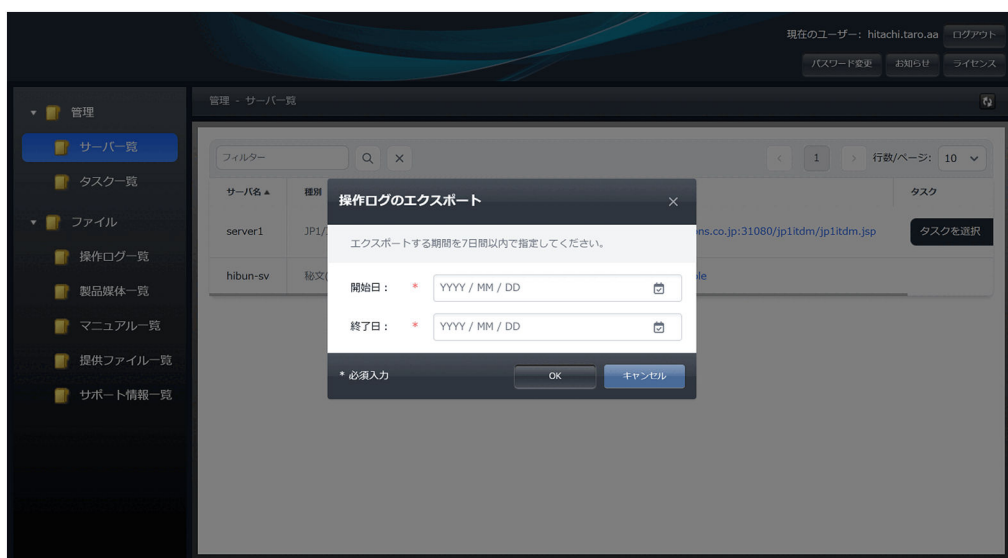 現在のユーザー: hitachi.taro.aa ログアウト
パスワード変更 お知らせ ライセンス
管理
サーバ一覧
タスク一覧
ファイル
操作ログ一覧
製品媒体一覧
マニュアル一覧
提供ファイル一覧
サポート情報一覧
管理 - サーバ一覧
フィルター
1 行数/ページ: 10
サーバ名 種別 タスク
server1 JP1/ ns.co.jp:31080/jp1itdm/jp1itdm.jsp タスクを選択
hibun-sv 秘文( le
操作ログのエクスポート
エクスポートする期間を7日間以内で指定してください。
開始日: * YYYY / MM / DD
終了日: * YYYY / MM / DD
* 必須入力 OK キャンセル